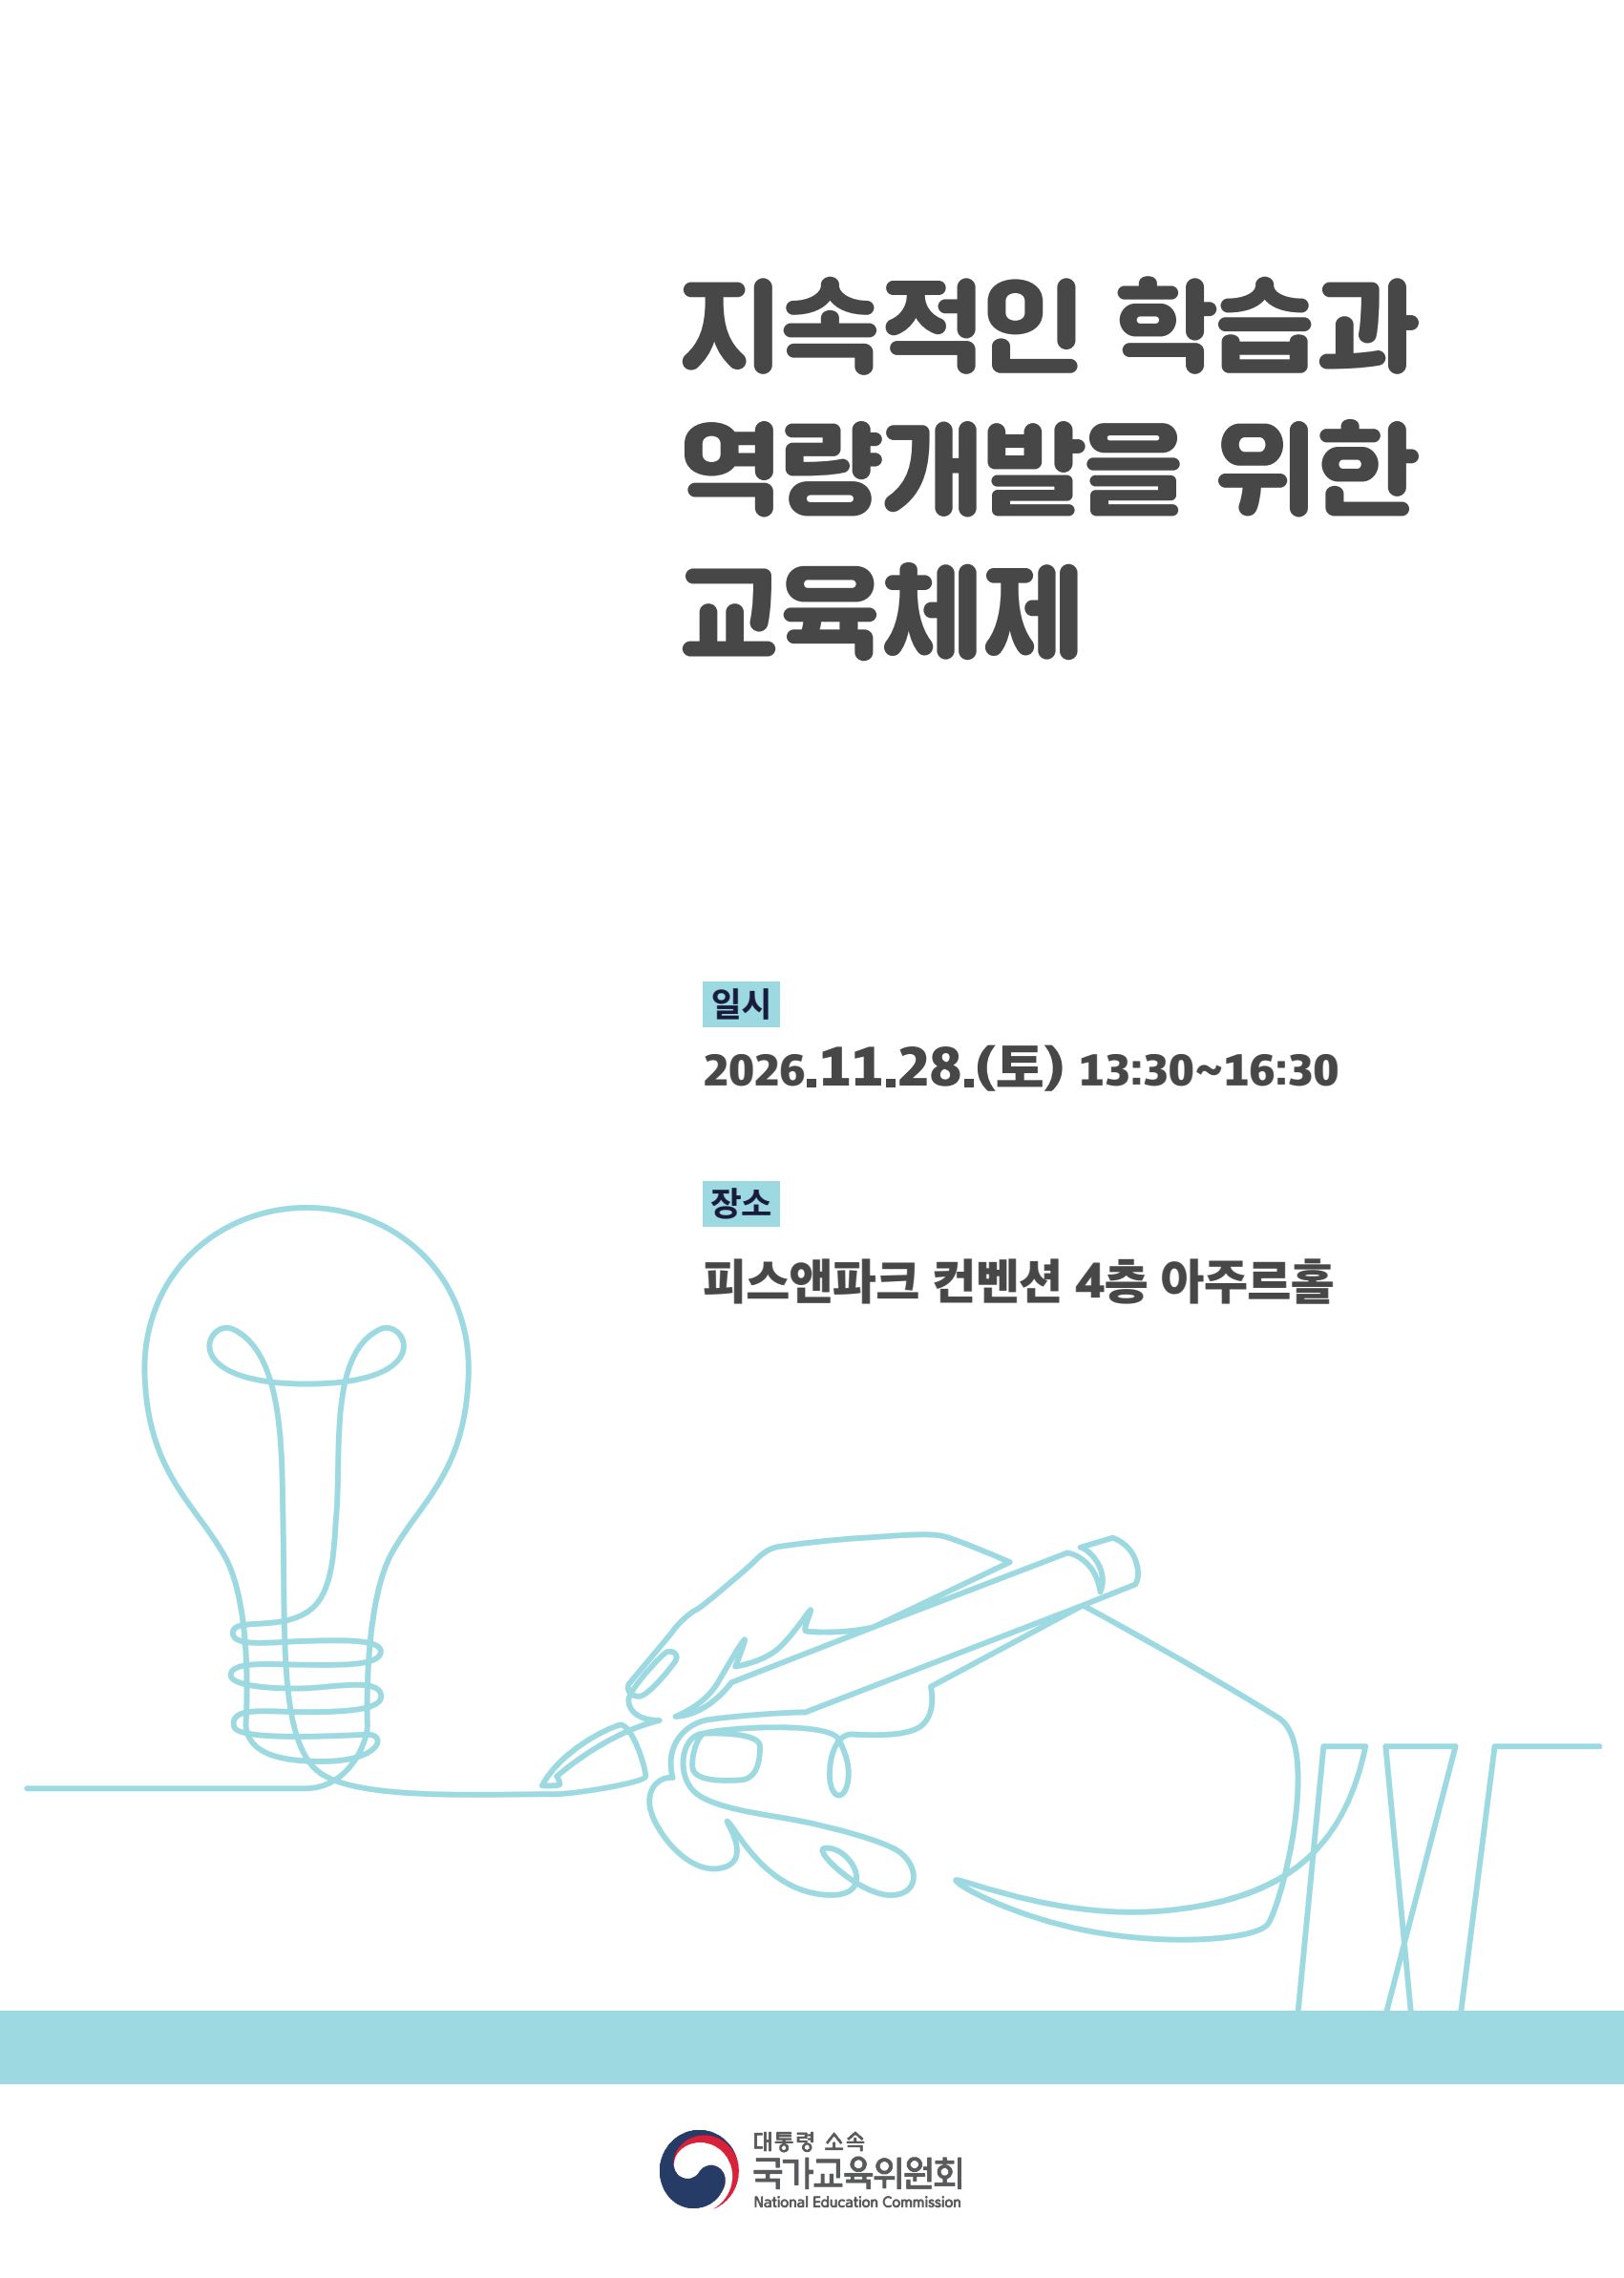 지속적인 학습과
역량개발을 위한
교육체제
일시
2026.11.28.(토) 13:30~16:30
장소
피스앤파크 컨벤션 4층 아주르홀
대통령 소속
국가교육위원회
National Education Commission